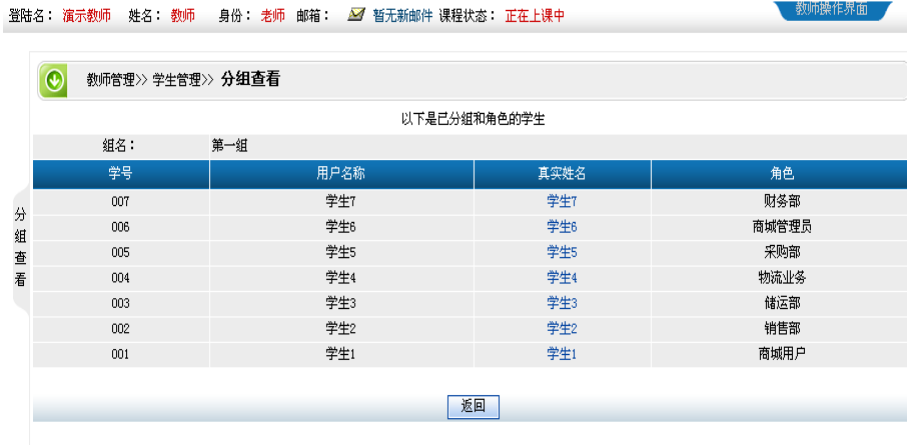 登陆名： 演示教师 姓名： 教师 身份： 老师 邮箱： 暂无新邮件 课程状态： 正在上课中
教师操作界面
教师管理>> 学生管理>> 分组查看
以下是已分组和角色的学生
组名： 第一组
学号 用户名称 真实姓名 角色
007 学生7 学生7 财务部
006 学生6 学生6 商城管理员
005 学生5 学生5 采购部
004 学生4 学生4 物流业务
003 学生3 学生3 储运部
002 学生2 学生2 销售部
001 学生1 学生1 商城用户
分组查看
返回